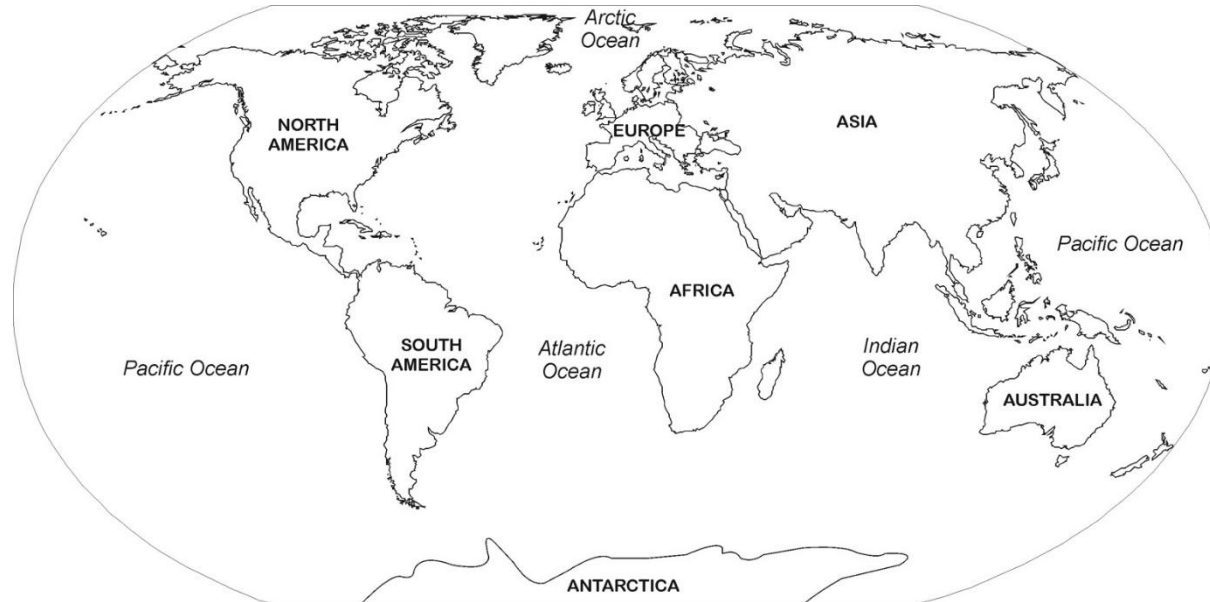 Arctic
Ocean
NORTH
AMERICA
EUROPE
ASIA
Pacific Ocean
AFRICA
SOUTH
AMERICA
Atlantic
Ocean
Indian
Ocean
Pacific Ocean
AUSTRALIA
ANTARCTICA